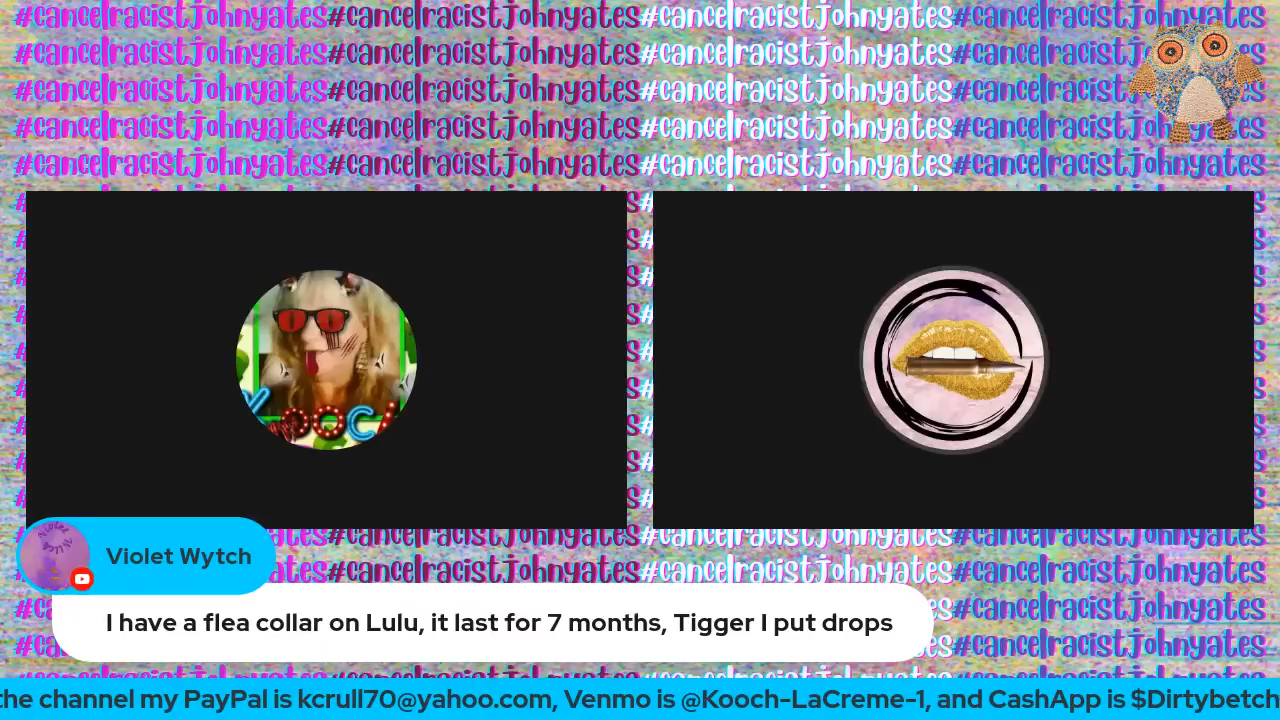 #cancelracistjohnyates#cancelracistjohnyates#cancelracistjohnyates#cancelracistjohnyates
#cancelracistjohnyates#cancelracistjohnyates#cancelracistjohnyates#cancelracistjohnyates
#cancelracistjohnyates#cancelracistjohnyates#cancelracistjohnyates#cancelracistjohnyates
#cancelracistjohnyates#cancelracistjohnyates#cancelracistjohnyates#cancelracistjohnyates
#cancelracistjohnyates#cancelracistjohnyates#cancelracistjohnyates#cancelracistjohnyates
Violet Wytch
I have a flea collar on Lulu, it last for 7 months, Tigger I put drops
the channel my PayPal is kcrull70@yahoo.com, Venmo is @Kooch-LaCreme-1, and CashApp is $Dirtybetch